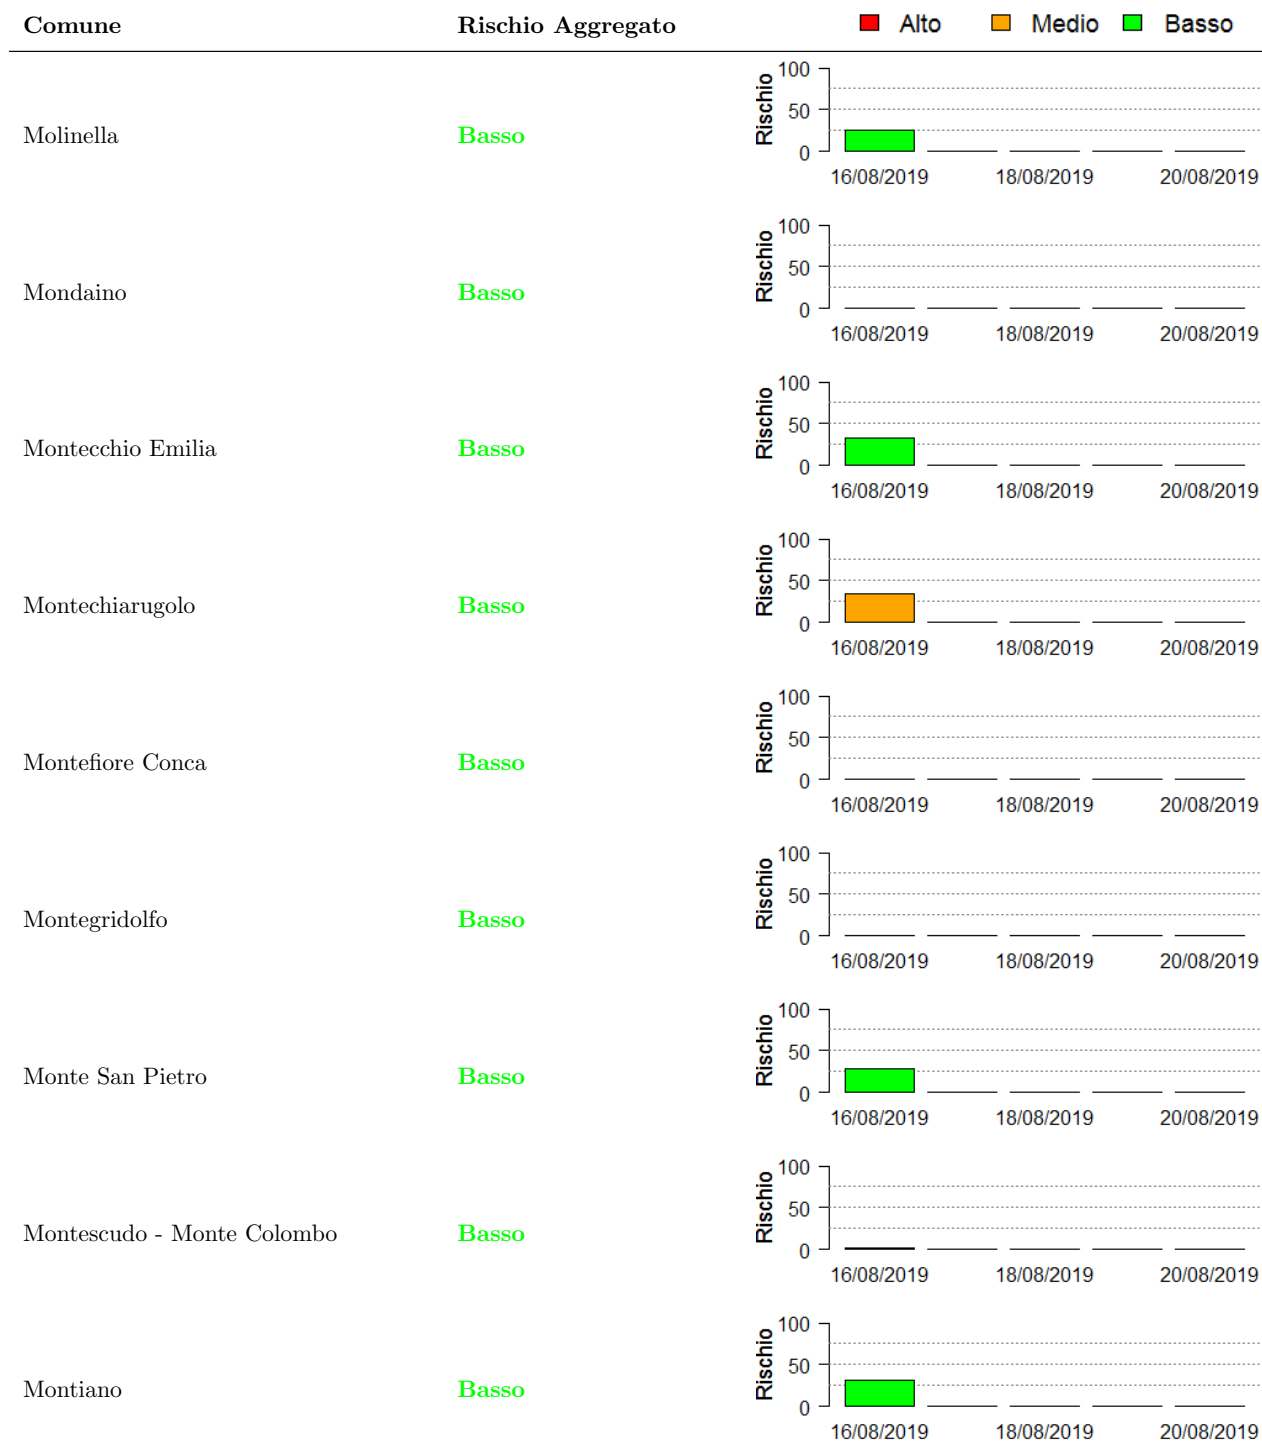 Comune Rischio Aggregato Alto Medio Basso
Molinella Basso
Rischio
100
50
0
16/08/2019 18/08/2019 20/08/2019
Mondaino Basso
Rischio
100
50
0
16/08/2019 18/08/2019 20/08/2019
Montecchio Emilia Basso
Rischio
100
50
0
16/08/2019 18/08/2019 20/08/2019
Montechiarugolo Basso
Rischio
100
50
0
16/08/2019 18/08/2019 20/08/2019
Montefiore Conca Basso
Rischio
100
50
0
16/08/2019 18/08/2019 20/08/2019
Montegridolfo Basso
Rischio
100
50
0
16/08/2019 18/08/2019 20/08/2019
Monte San Pietro Basso
Rischio
100
50
0
16/08/2019 18/08/2019 20/08/2019
Montescudo - Monte Colombo Basso
Rischio
100
50
0
16/08/2019 18/08/2019 20/08/2019
Montiano Basso
Rischio
100
50
0
16/08/2019 18/08/2019 20/08/2019